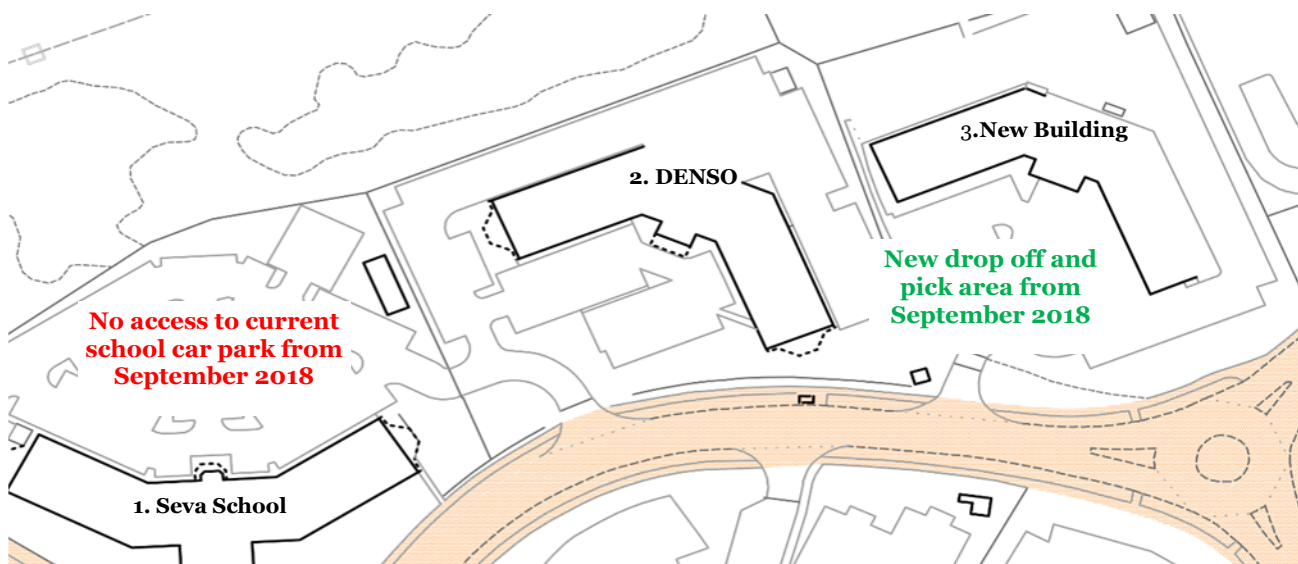 3.New Building
2. DENSO
New drop off and
pick area from
September 2018
No access to current
school car park from
September 2018
1. Seva School